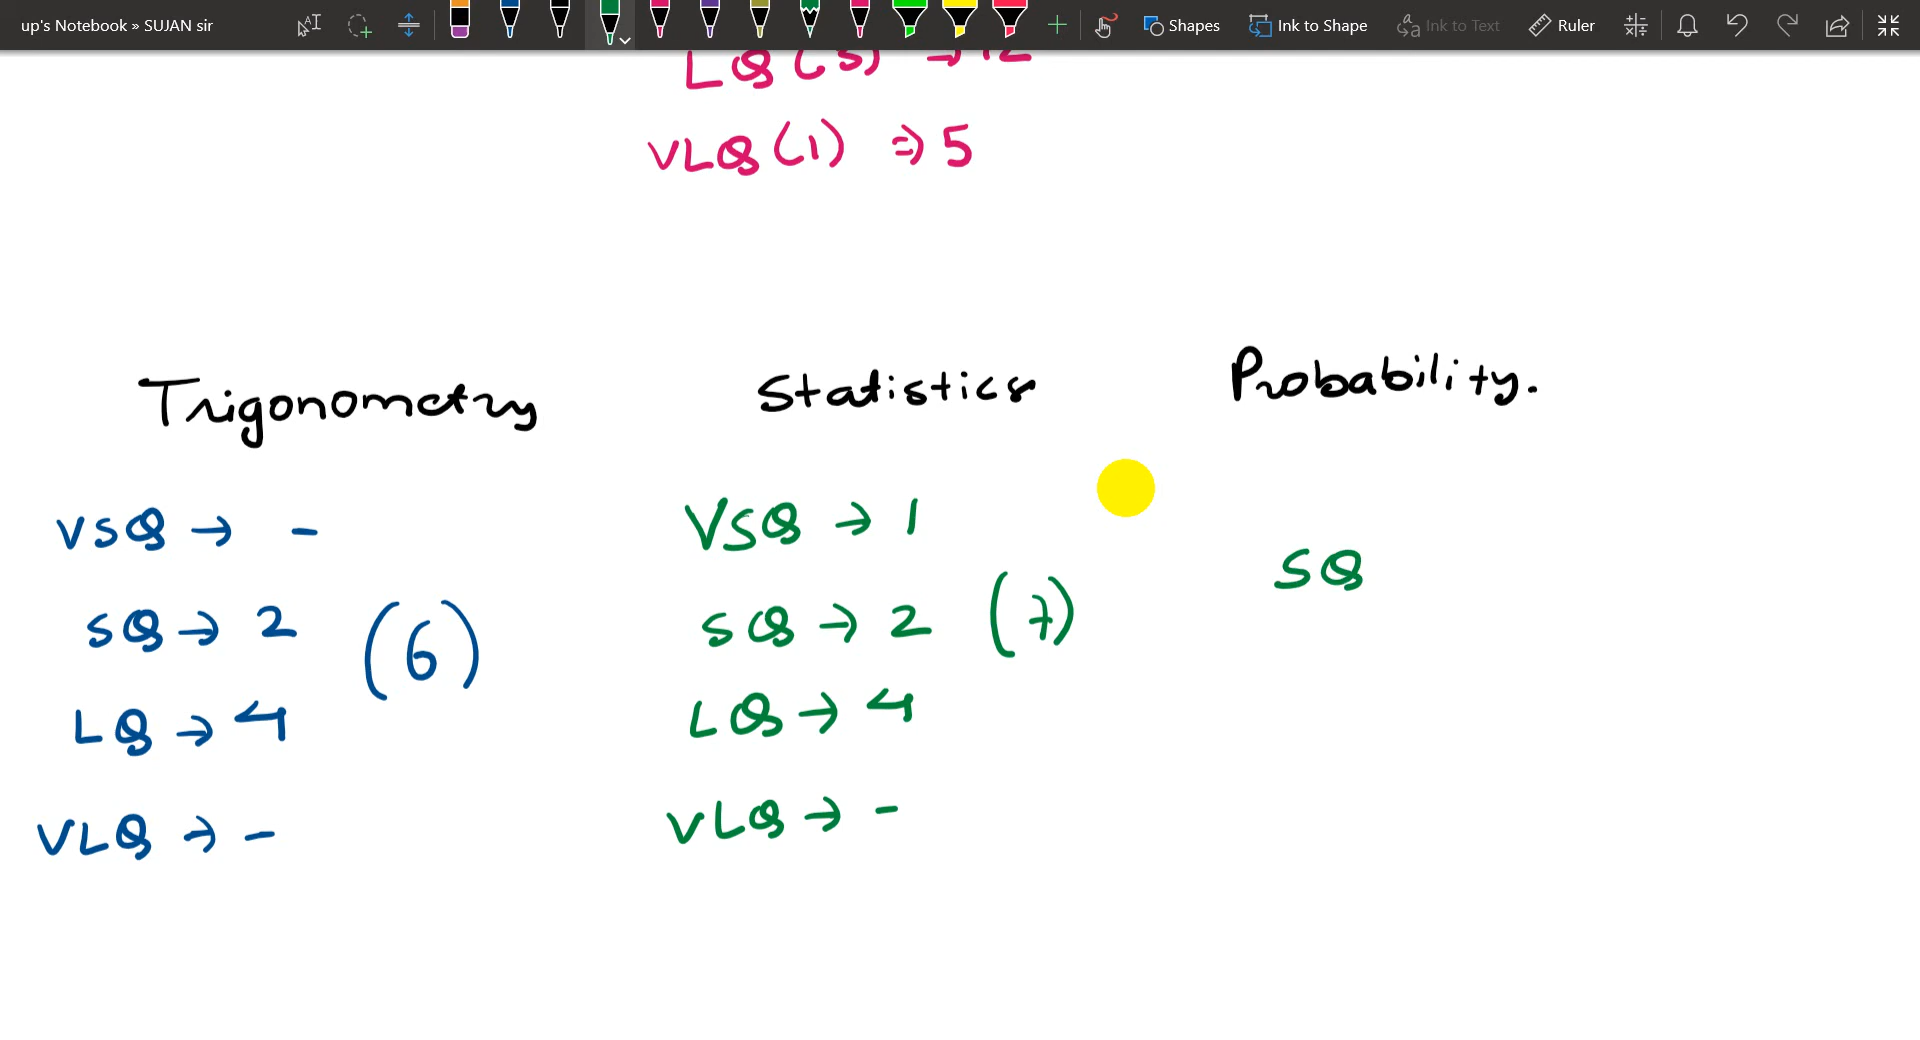 up's Notebook » SUJAN sir
Shapes
Ink to Shape
Ink to Text
Ruler
VLQ (1) ⇒ 5
Trigonometry
VSQ → -
SQ → 2
(6)
LQ → 4
VLQ → -
Statistics
VSQ → 1
SQ → 2 (7)
LQ → 4
VLQ → -
Probability.
SQ